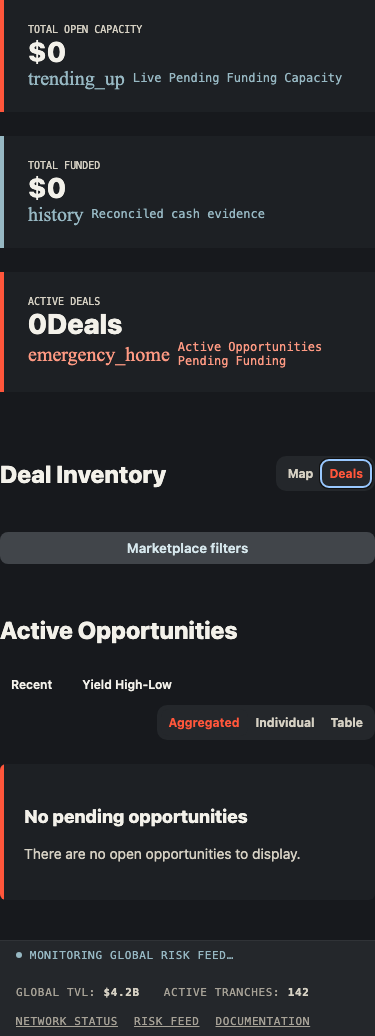 TOTAL OPEN CAPACITY
$0
trending_up Live Pending Funding Capacity
TOTAL FUNDED
$0
history Reconciled cash evidence
ACTIVE DEALS
0Deals
emergency_home Active Opportunities
Pending Funding
Deal Inventory Map Deals
Marketplace filters
Active Opportunities
Recent Yield High-Low
Aggregated Individual Table
No pending opportunities
There are no open opportunities to display.
MONITORING GLOBAL RISK FEED…
GLOBAL TVL: $4.2B ACTIVE TRANCHES: 142
NETWORK STATUS RISK FEED DOCUMENTATION